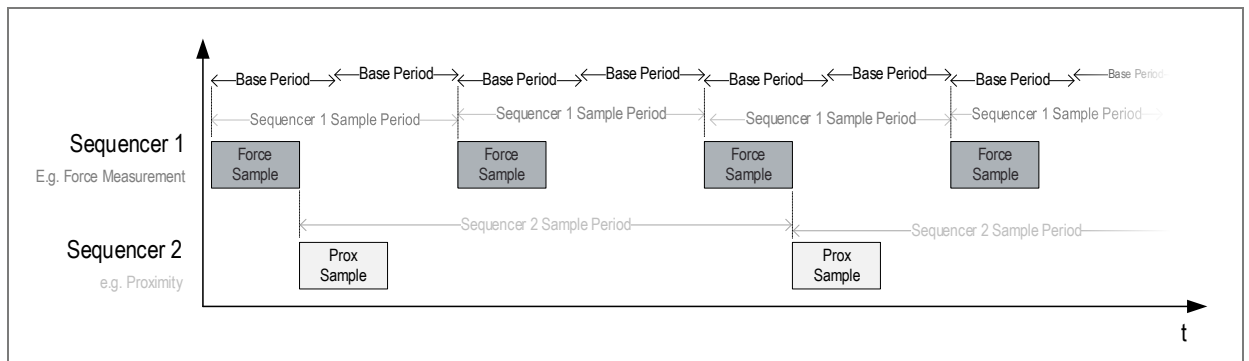 Base Period Base Period Base Period Base Period Base Period Base Period Base Period
Sequencer 1 Sample Period Sequencer 1 Sample Period Sequencer 1 Sample Period Sequencer 1 Sample Period
Sequencer 1
E.g. Force Measurement
Force
Sample
Force
Sample
Force
Sample
Force
Sample
Sequencer 2 Sample Period Sequencer 2 Sample Period
Sequencer 2
e.g. Proximity
Prox
Sample
Prox
Sample
t